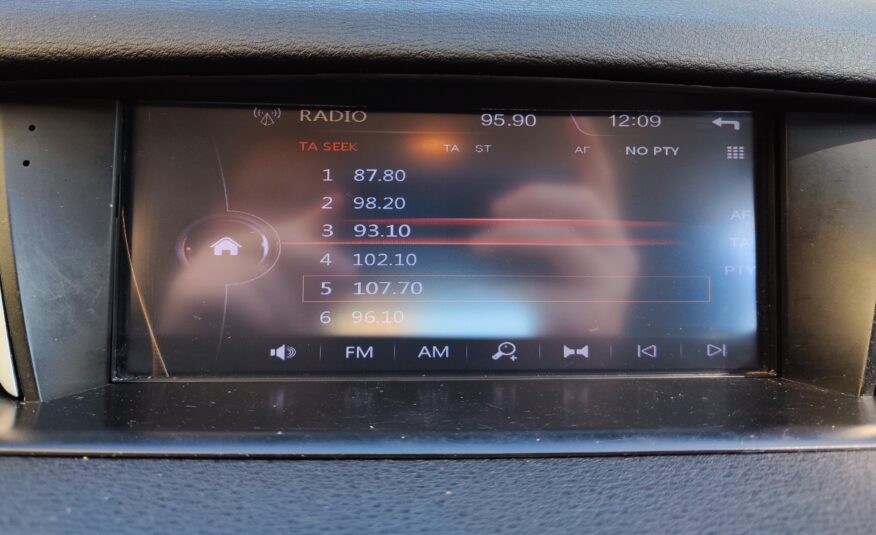 RADIO 95.90 12:09
TA SEEK TA ST AF NO PTY
1 87.80
2 98.20
AF
3 93.10
TA
4 102.10
PTY
5 107.70
6 96.10
FM AM